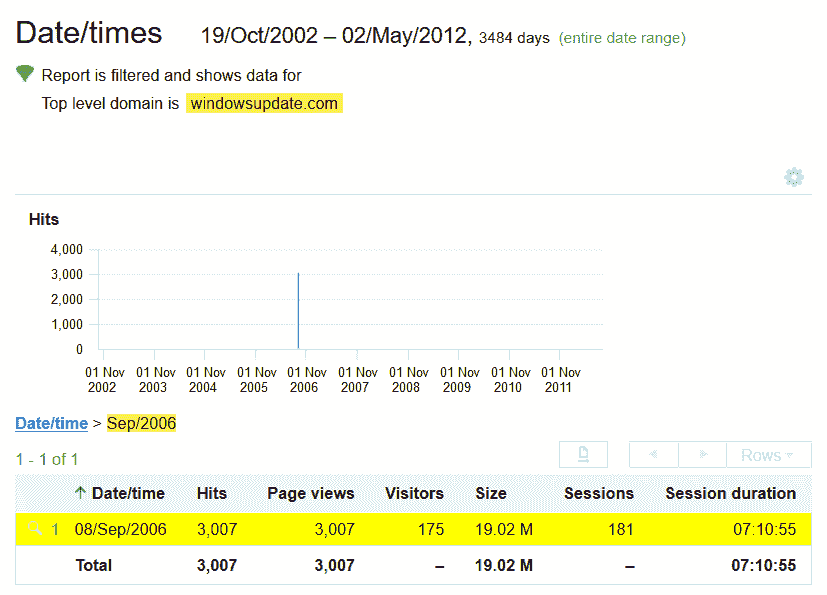 Date/times 19/Oct/2002 – 02/May/2012, 3484 days (entire date range)
Report is filtered and shows data for
Top level domain is windowsupdate.com
Hits
4,000
3,000
2,000
1,000
0
01 Nov 01 Nov 01 Nov 01 Nov 01 Nov 01 Nov 01 Nov 01 Nov 01 Nov 01 Nov
2002 2003 2004 2005 2006 2007 2008 2009 2010 2011
Date/time > Sep/2006
1 - 1 of 1
Rows
Date/time Hits Page views Visitors Size Sessions Session duration
1 08/Sep/2006 3,007 3,007 175 19.02 M 181 07:10:55
Total 3,007 3,007 – 19.02 M – 07:10:55